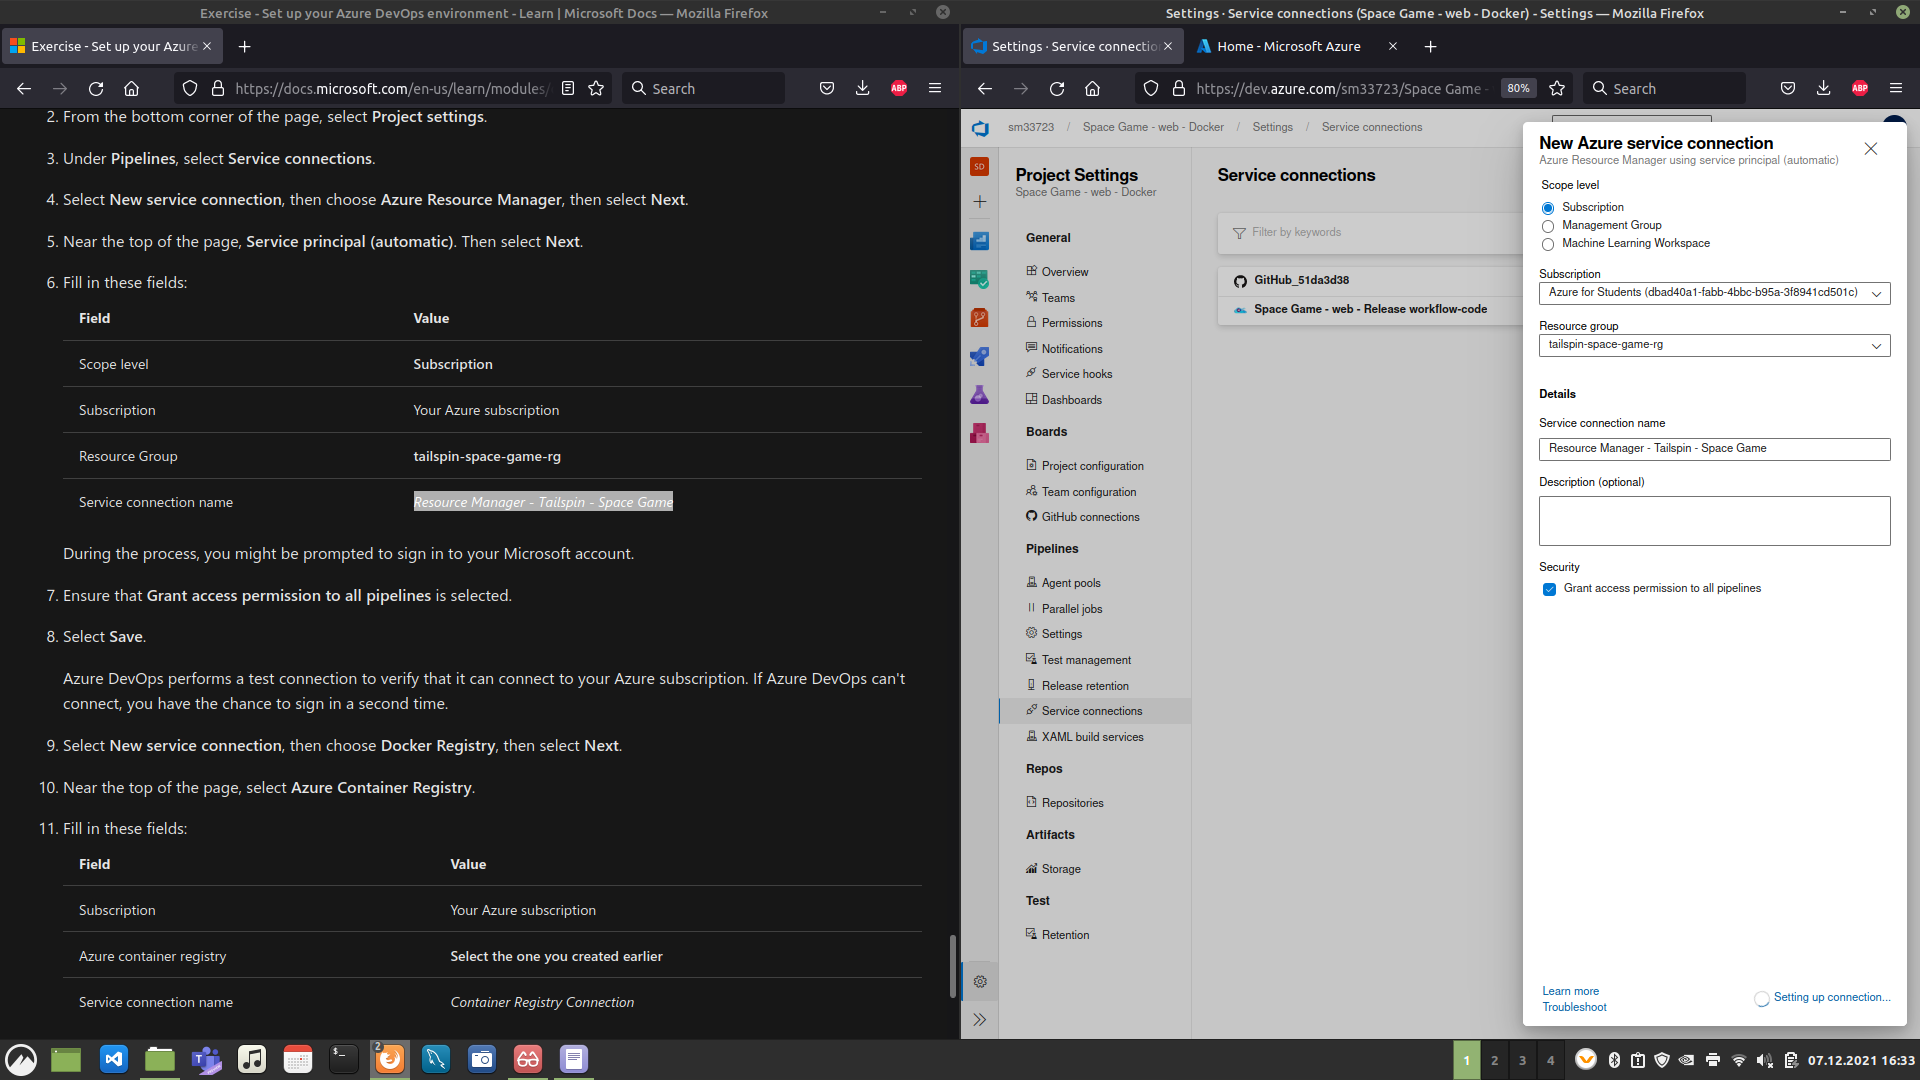 Exercise - Set up your Azure DevOps environment - Learn | Microsoft Docs — Mozilla Firefox
Exercise - Set up your Azure
https://docs.microsoft.com/en-us/learn/modules/
Search
ABP
2. From the bottom corner of the page, select Project settings.
3. Under Pipelines, select Service connections.
4. Select New service connection, then choose Azure Resource Manager, then select Next.
5. Near the top of the page, Service principal (automatic). Then select Next.
6. Fill in these fields:
Field Value
Scope level Subscription
Subscription Your Azure subscription
Resource Group tailspin-space-game-rg
Service connection name Resource Manager - Tailspin - Space Game
During the process, you might be prompted to sign in to your Microsoft account.
7. Ensure that Grant access permission to all pipelines is selected.
8. Select Save.
Azure DevOps performs a test connection to verify that it can connect to your Azure subscription. If Azure DevOps can't
connect, you have the chance to sign in a second time.
9. Select New service connection, then choose Docker Registry, then select Next.
10. Near the top of the page, select Azure Container Registry.
11. Fill in these fields:
Field Value
Subscription Your Azure subscription
Azure container registry Select the one you created earlier
Service connection name Container Registry Connection
Settings · Service connections (Space Game - web - Docker) - Settings — Mozilla Firefox
Settings · Service connectio
Home - Microsoft Azure
https://dev.azure.com/sm33723/Space Game -
80%
Search
ABP
sm33723 / Space Game - web - Docker / Settings / Service connections
SD
Project Settings
Space Game - web - Docker
General
Overview
Teams
Permissions
Notifications
Service hooks
Dashboards
Boards
Project configuration
Team configuration
GitHub connections
Pipelines
Agent pools
Parallel jobs
Settings
Test management
Release retention
Service connections
XAML build services
Repos
Repositories
Artifacts
Storage
Test
Retention
Service connections
Filter by keywords
GitHub_51da3d38
Space Game - web - Release workflow-code
New Azure service connection
Azure Resource Manager using service principal (automatic)
Scope level
Subscription
Management Group
Machine Learning Workspace
Subscription
Azure for Students (dbad40a1-fabb-4bbc-b95a-3f8941cd501c)
Resource group
tailspin-space-game-rg
Details
Service connection name
Resource Manager - Tailspin - Space Game
Description (optional)
Security
Grant access permission to all pipelines
Learn more
Troubleshoot
Setting up connection...
2
1 2 3 4
07.12.2021 16:33